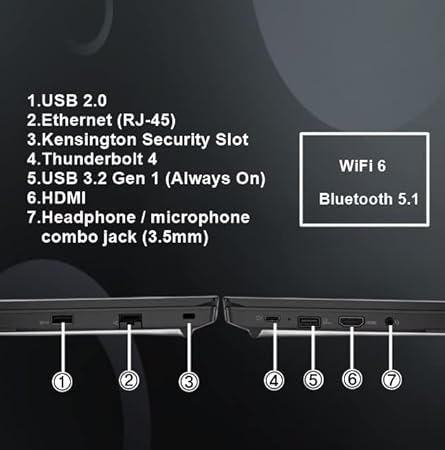 1.USB 2.0
2.Ethernet (RJ-45)
3.Kensington Security Slot
4.Thunderbolt 4
5.USB 3.2 Gen 1 (Always On)
6.HDMI
7.Headphone / microphone
combo jack (3.5mm)
WiFi 6
Bluetooth 5.1
① ② ③ ④ ⑤ ⑥ ⑦